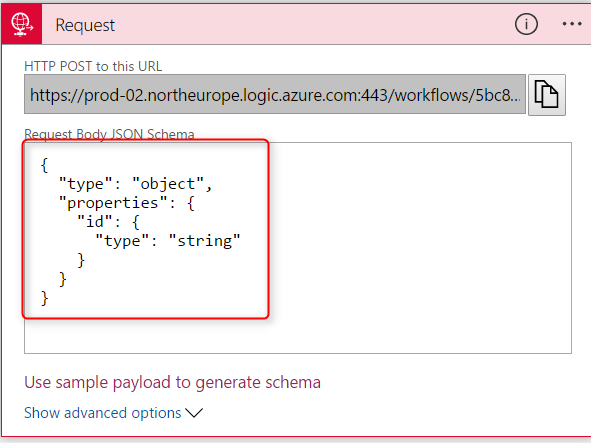 Request
HTTP POST to this URL
https://prod-02.northeurope.logic.azure.com:443/workflows/5bc8...
Request Body JSON Schema
{
  "type": "object",
  "properties": {
    "id": {
      "type": "string"
    }
  }
}
Use sample payload to generate schema
Show advanced options